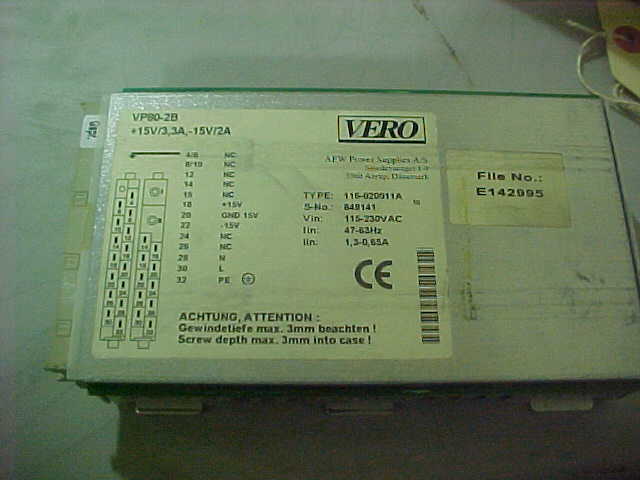 VP80-2B
+15V/3,3A,-15V/2A
VERO
APW Power Supplies A/S
4/6 NC
8/10 NC
12 NC
14 NC
16 NC
18 +15V
20 GND 15V
22 -15V
24 NC
26 NC
28 N
30 L
32 PE
TYPE: 116-020011A
S-No.: 849141
Vin: 115-230VAC
Iin: 47-63Hz
Iin: 1,3-0,65A
CE
File No.:
E142995
ACHTUNG, ATTENTION :
Gewindetiefe max. 3mm beachten !
Screw depth max. 3mm into case !